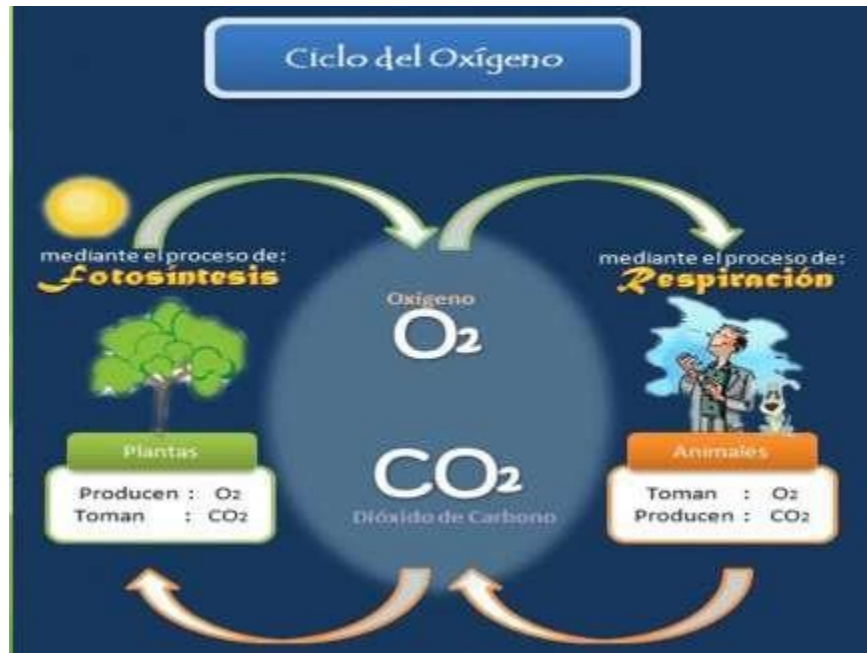 Ciclo del Oxígeno
mediante el proceso de:
Fotosíntesis
mediante el proceso de:
Respiración
Oxígeno
O₂
CO₂
Dióxido de Carbono
Plantas
Producen : O₂
Toman : CO₂
Animales
Toman : O₂
Producen : CO₂